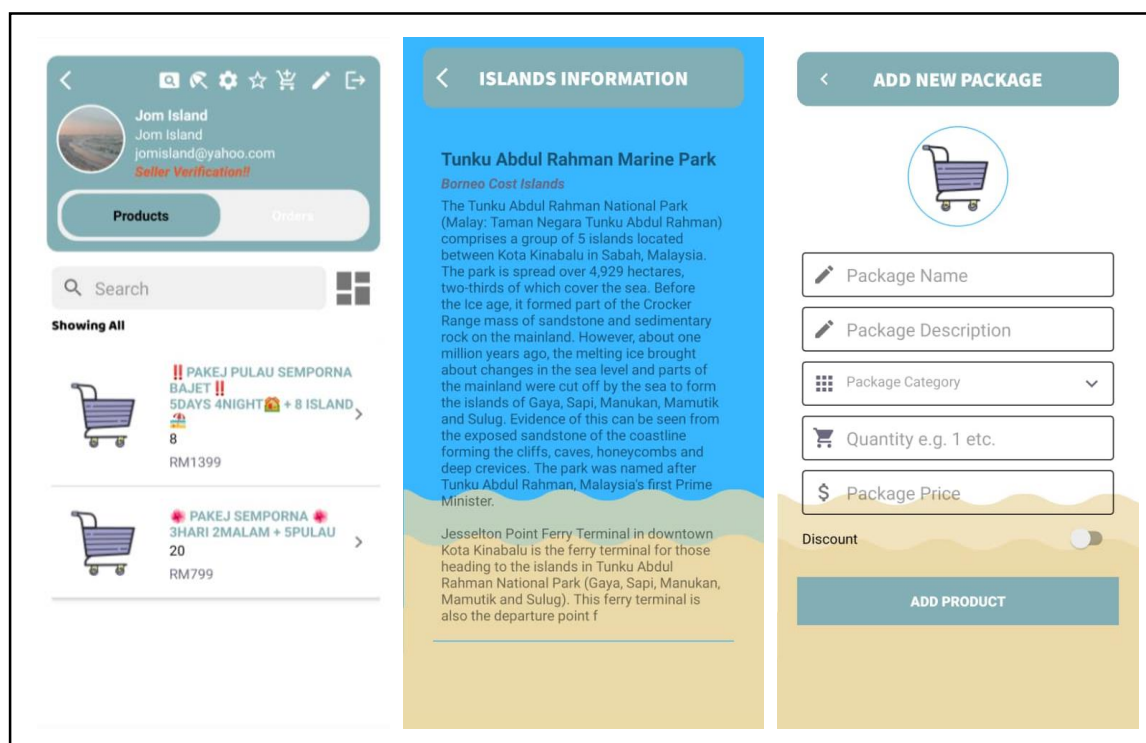 Jom Island
Jom Island
jomisland@yahoo.com
Seller Verification!!
Products
Orders
Search
Showing All
‼️ PAKEJ PULAU SEMPORNA
BAJET ‼️
5DAYS 4NIGHT🏠 + 8 ISLAND
🏖️
8
RM1399
🌺 PAKEJ SEMPORNA 🌺
3HARI 2MALAM + 5PULAU
20
RM799
ISLANDS INFORMATION
Tunku Abdul Rahman Marine Park
Borneo Cost Islands
The Tunku Abdul Rahman National Park
(Malay: Taman Negara Tunku Abdul Rahman)
comprises a group of 5 islands located
between Kota Kinabalu in Sabah, Malaysia.
The park is spread over 4,929 hectares,
two-thirds of which cover the sea. Before
the Ice age, it formed part of the Crocker
Range mass of sandstone and sedimentary
rock on the mainland. However, about one
million years ago, the melting ice brought
about changes in the sea level and parts of
the mainland were cut off by the sea to form
the islands of Gaya, Sapi, Manukan, Mamutik
and Sulug. Evidence of this can be seen from
the exposed sandstone of the coastline
forming the cliffs, caves, honeycombs and
deep crevices. The park was named after
Tunku Abdul Rahman, Malaysia's first Prime
Minister.
Jesselton Point Ferry Terminal in downtown
Kota Kinabalu is the ferry terminal for those
heading to the islands in Tunku Abdul
Rahman National Park (Gaya, Sapi, Manukan,
Mamutik and Sulug). This ferry terminal is
also the departure point f
ADD NEW PACKAGE
Package Name
Package Description
Package Category
Quantity e.g. 1 etc.
$ Package Price
Discount
ADD PRODUCT